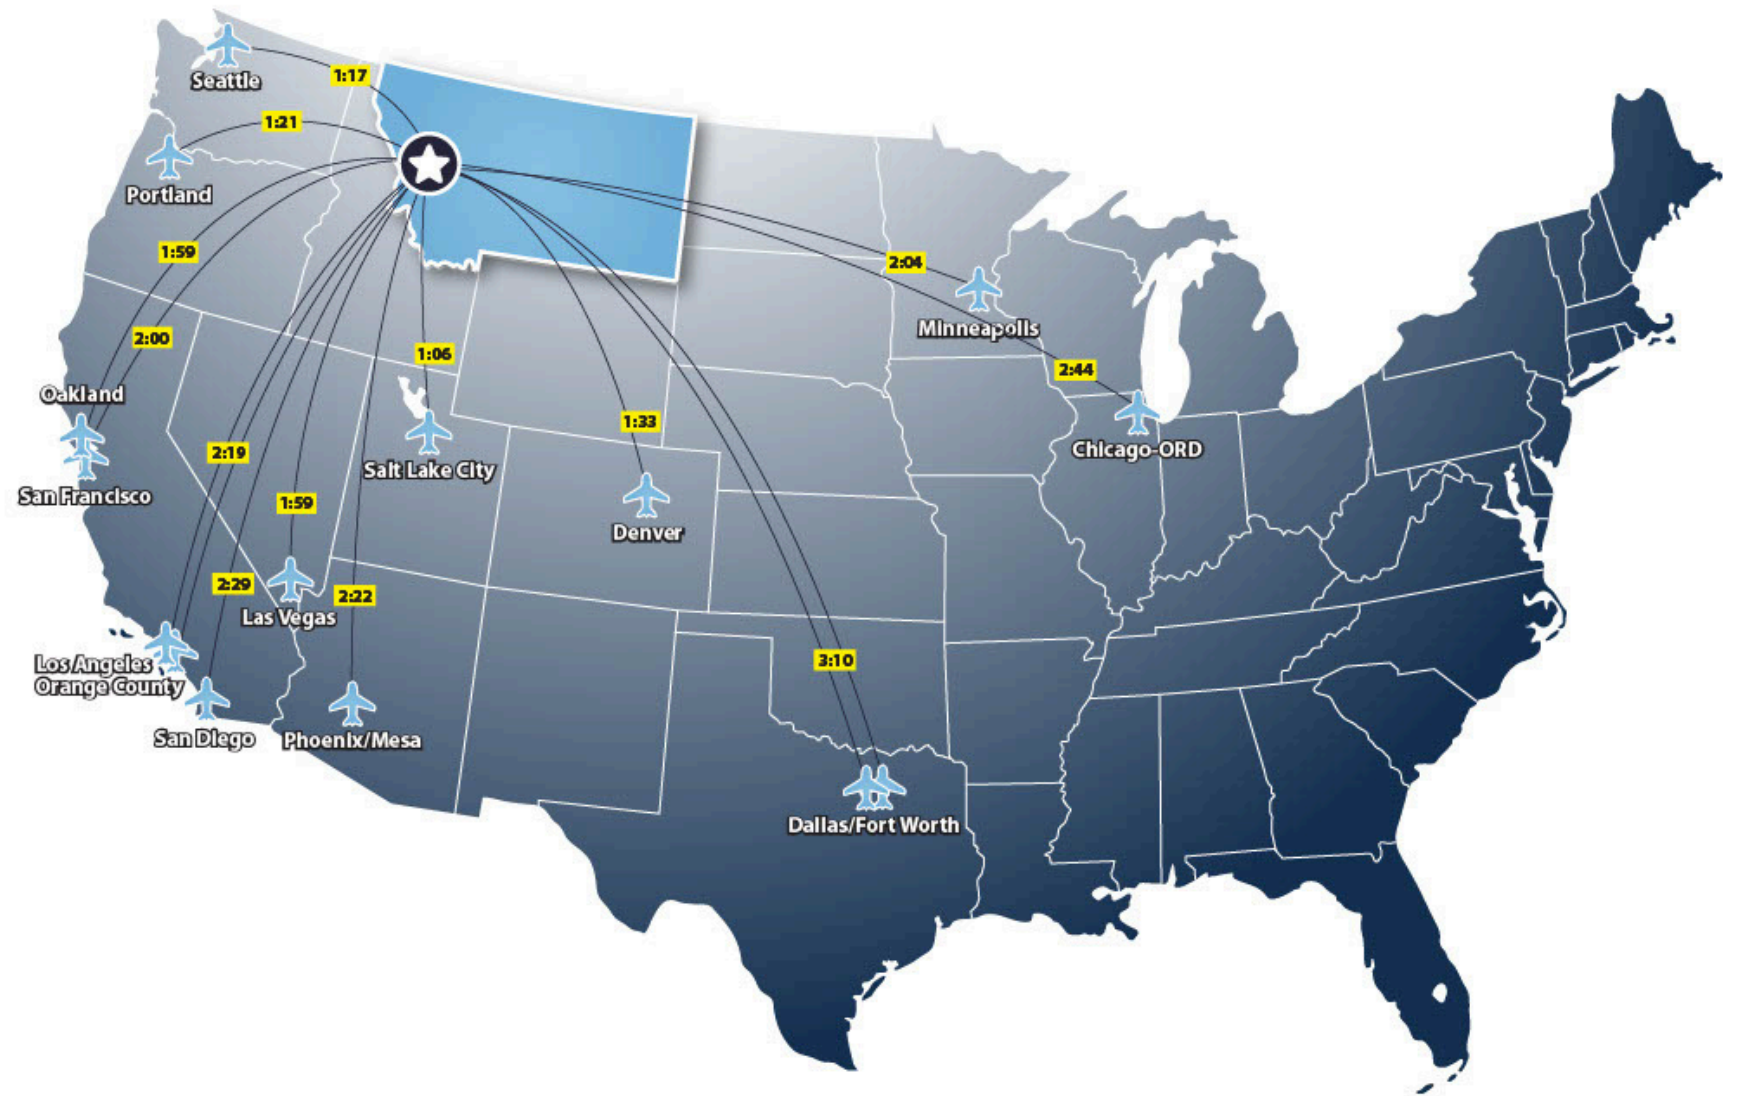 Seattle
1:17
1:21
Portland
1:59
2:04
Minneapolis
2:00
1:06
2:44
Oakland
1:33
Chicago-ORD
2:19
Salt Lake City
San Francisco
1:59
Denver
2:29
2:22
Las Vegas
Los Angeles
Orange County
3:10
San Diego
Phoenix/Mesa
Dallas/Fort Worth